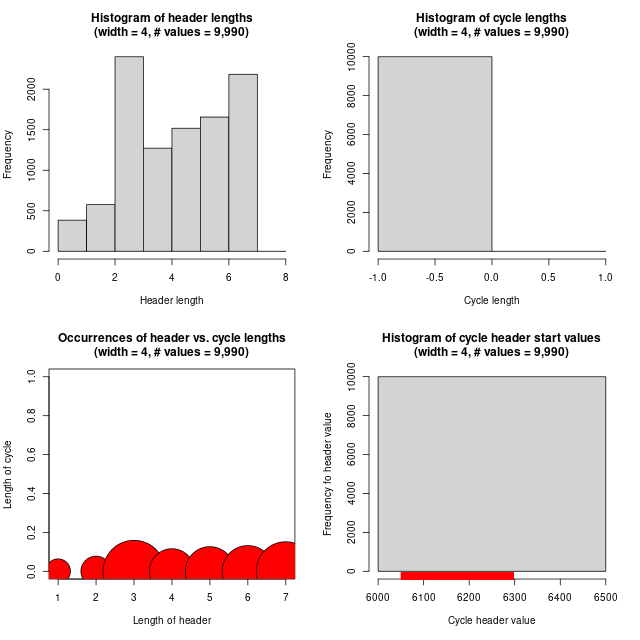 Histogram of header lengths
(width = 4, # values = 9,990)
Frequency
2000
1500
1000
500
0
0 2 4 6 8
Header length
Histogram of cycle lengths
(width = 4, # values = 9,990)
Frequency
10000
8000
6000
4000
2000
0
-1.0 -0.5 0.0 0.5 1.0
Cycle length
Occurrences of header vs. cycle lengths
(width = 4, # values = 9,990)
Length of cycle
1.0
0.8
0.6
0.4
0.2
0.0
1 2 3 4 5 6 7
Length of header
Histogram of cycle header start values
(width = 4, # values = 9,990)
Frequency fo header value
10000
8000
6000
4000
2000
0
6000 6100 6200 6300 6400 6500
Cycle header value